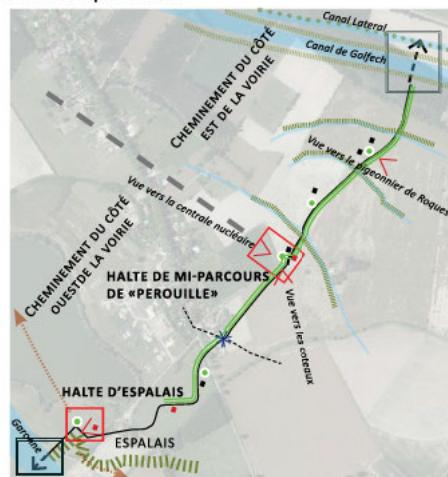 Canal Lateral
Canal de Golfech
CHEMINEMENT DU CÔTÉ
EST DE LA VOIRIE
Vue vers le pigeonnier de Roques
Vue vers la centrale nucléaire
CHEMINEMENT DU CÔTÉ
OUESTDE LA VOIRIE
HALTE DE MI-PARCOURS
DE «PEROUILLE»
Vue vers les coteaux
HALTE D'ESPALAIS
Garonne
ESPALAIS